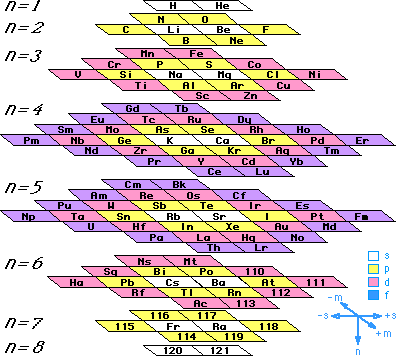 n=1 H He
N O
n=2 C Li Be F
B Ne
n=3 Mn Fe
Cr P S Co
V Si Na Mq Cl Ni
Ti Al Ar Cu
Sc Zn
n=4 Gd Tb
Eu Tc Ru Dy
Sm Mo As Se Rh Ho
Pm Nb Ge K Ca Br Pd Er
Nd Zr Ga Kr Aq Tm
Pr Y Cd Yb
Ce Lu
n=5 Cm Bk
Am Re Os Cf
Pu W Sb Te Ir Es
Np Ta Sn Rb Sr I Pt Fm
U Hf In Xe Au Md
Pa La Hq No
Th Lr
n=6 Ns Mt
Sq Bi Po 110
Ha Pb Cs Ba At 111
Rf Tl Rn 112
Ac 113
116 117
n=7 115 Fr Ra 118
114 119
n=8 120 121
s
p
d
f
-m
-s +s
+m
n